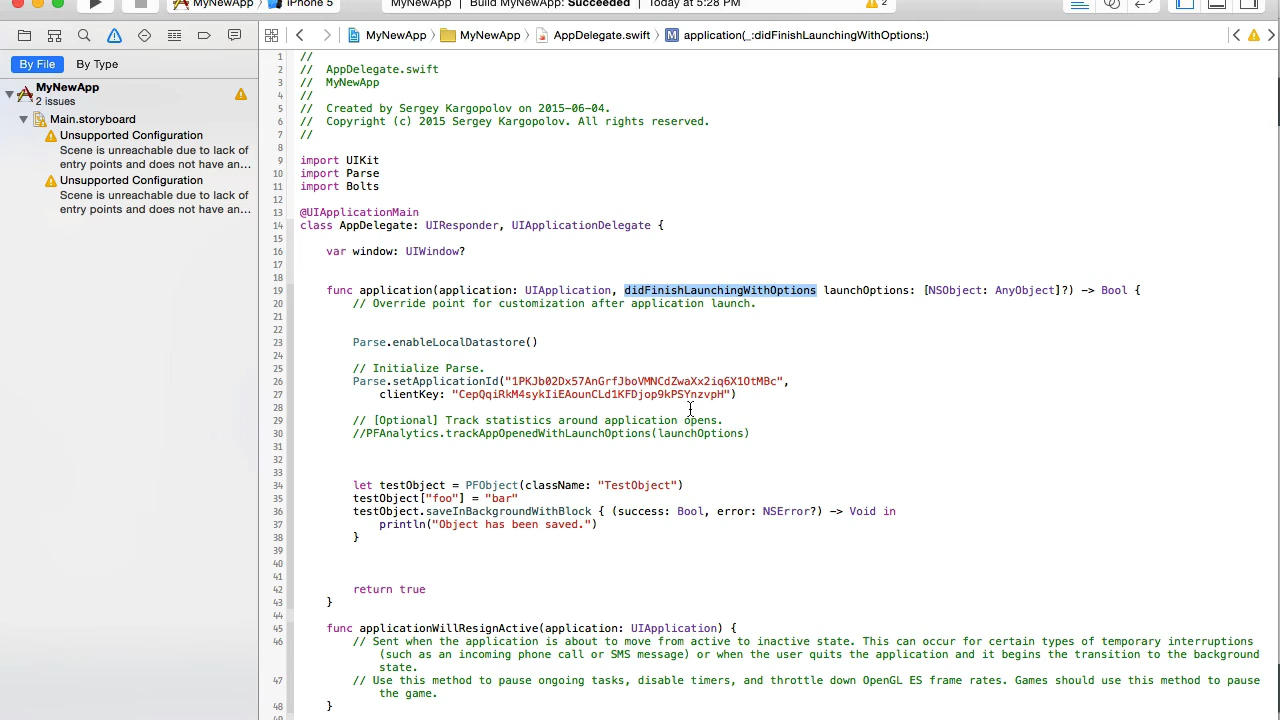 MyNewApp
iPhone 5
MyNewApp | Build MyNewApp: Succeeded | Today at 5:28 PM
2
MyNewApp
MyNewApp
AppDelegate.swift
M
application(_:didFinishLaunchingWithOptions:)
By File
By Type
MyNewApp
2 issues
Main.storyboard
Unsupported Configuration
Scene is unreachable due to lack of
entry points and does not have an...
Unsupported Configuration
Scene is unreachable due to lack of
entry points and does not have an...
1 //
2 // AppDelegate.swift
3 // MyNewApp
4 //
5 // Created by Sergey Kargopolov on 2015-06-04.
6 // Copyright (c) 2015 Sergey Kargopolov. All rights reserved.
7 //
8
9 import UIKit
10 import Parse
11 import Bolts
12
13 @UIApplicationMain
14 class AppDelegate: UIResponder, UIApplicationDelegate {
15
16 var window: UIWindow?
17
18
19 func application(application: UIApplication, didFinishLaunchingWithOptions launchOptions: [NSObject: AnyObject]?) -> Bool {
20 // Override point for customization after application launch.
21
22
23 Parse.enableLocalDatastore()
24
25 // Initialize Parse.
26 Parse.setApplicationId("1PKJb02Dx57AnGrfJboVMNCdZwaXx2iq6X1OtMBc",
27 clientKey: "CepQqiRkM4sykIiEAounCLd1KFDjop9kPSYnzvpH")
28
29 // [Optional] Track statistics around application opens.
30 //PFAnalytics.trackAppOpenedWithLaunchOptions(launchOptions)
31
32
33
34 let testObject = PFObject(className: "TestObject")
35 testObject["foo"] = "bar"
36 testObject.saveInBackgroundWithBlock { (success: Bool, error: NSError?) -> Void in
37 println("Object has been saved.")
38 }
39
40
41
42 return true
43 }
44
45 func applicationWillResignActive(application: UIApplication) {
46 // Sent when the application is about to move from active to inactive state. This can occur for certain types of temporary interruptions
(such as an incoming phone call or SMS message) or when the user quits the application and it begins the transition to the background
state.
47 // Use this method to pause ongoing tasks, disable timers, and throttle down OpenGL ES frame rates. Games should use this method to pause
the game.
48 }